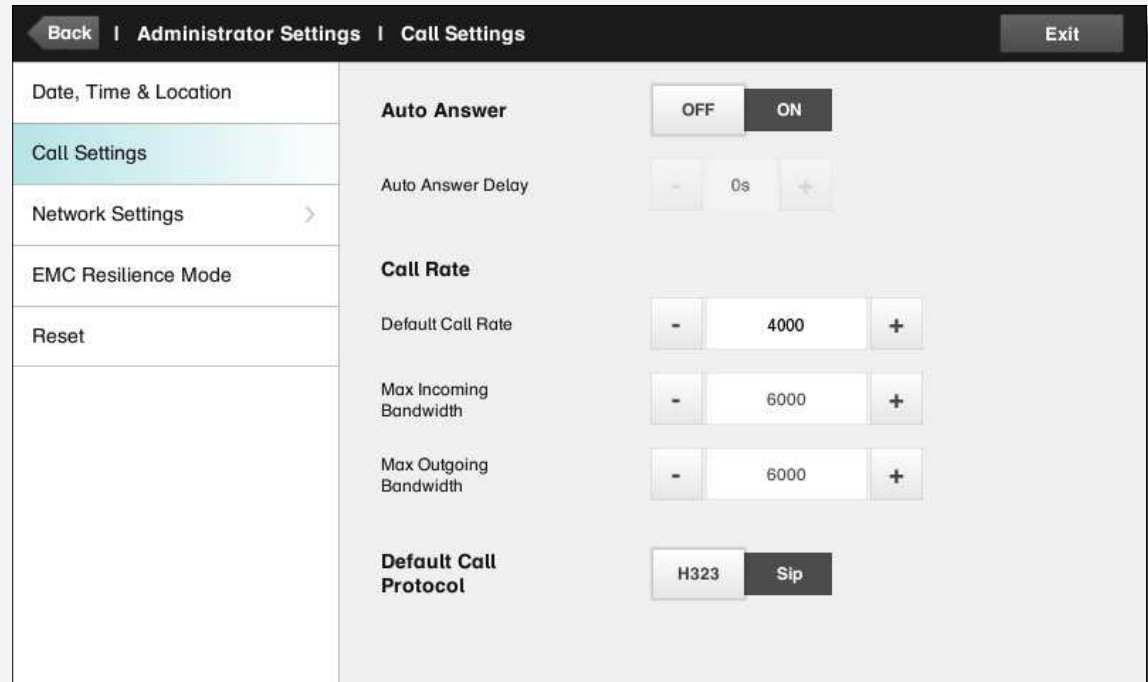 Back | Administrator Settings | Call Settings Exit
Date, Time & Location
Call Settings
Network Settings >
EMC Resilience Mode
Reset
Auto Answer OFF ON
Auto Answer Delay - 0s +
Call Rate
Default Call Rate - 4000 +
Max Incoming
Bandwidth - 6000 +
Max Outgoing
Bandwidth - 6000 +
Default Call
Protocol H323 Sip